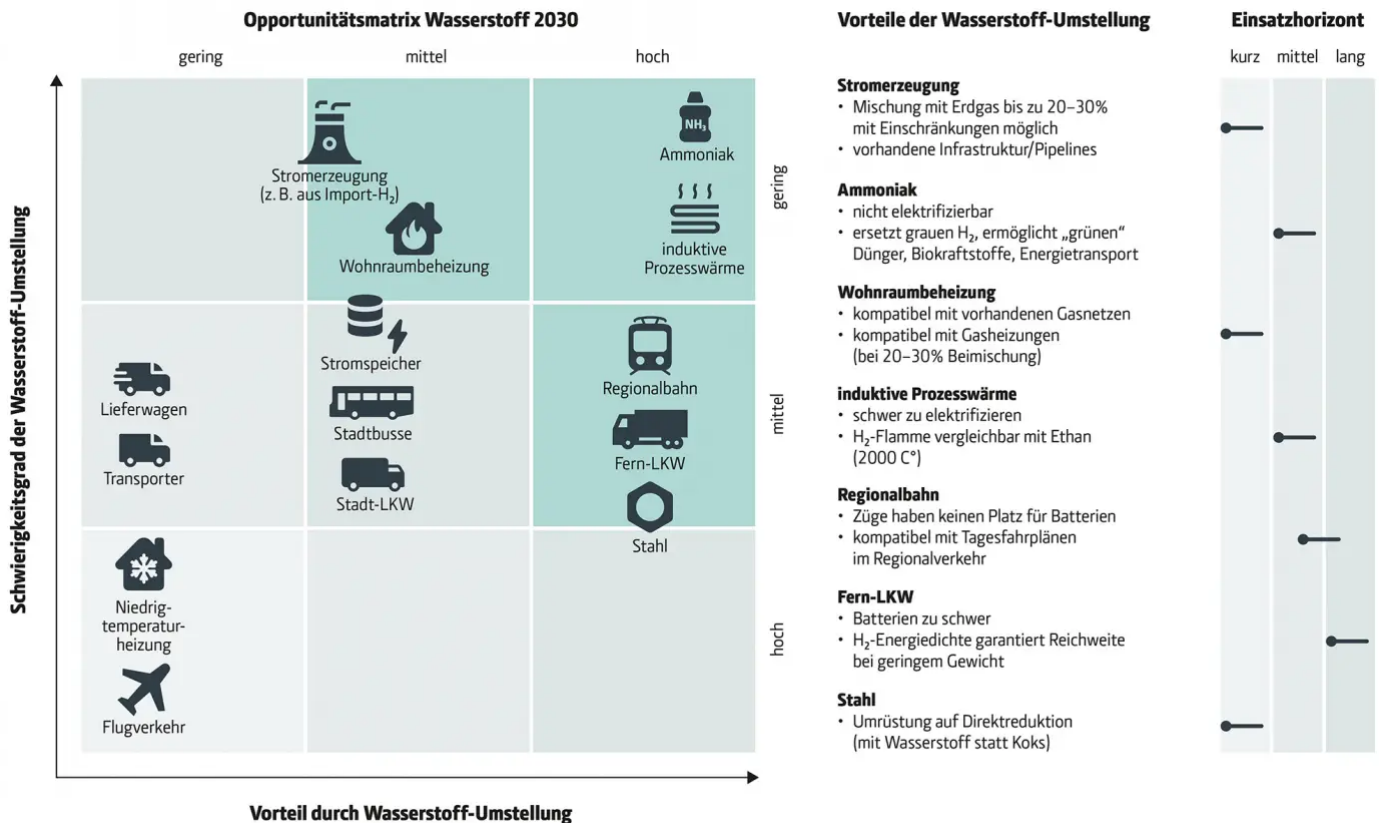 Opportunitätsmatrix Wasserstoff 2030
gering
mittel
hoch
Schwierigkeitsgrad der Wasserstoff-Umstellung
Stromerzeugung
(z. B. aus Import-H₂)
Wohnraumbeheizung
NH₃
Ammoniak
induktive
Prozesswärme
gering
Lieferwagen
Transporter
Stromspeicher
Stadtbusse
Stadt-LKW
Regionalbahn
Fern-LKW
Stahl
mittel
Niedrig-
temperatur-
heizung
Flugverkehr
hoch
Vorteil durch Wasserstoff-Umstellung
Vorteile der Wasserstoff-Umstellung
Einsatzhorizont
kurz
mittel
lang
Stromerzeugung
• Mischung mit Erdgas bis zu 20–30%
mit Einschränkungen möglich
• vorhandene Infrastruktur/Pipelines
Ammoniak
• nicht elektrifizierbar
• ersetzt grauen H₂, ermöglicht „grünen“
Dünger, Biokraftstoffe, Energietransport
Wohnraumbeheizung
• kompatibel mit vorhandenen Gasnetzen
• kompatibel mit Gasheizungen
(bei 20–30% Beimischung)
induktive Prozesswärme
• schwer zu elektrifizieren
• H₂-Flamme vergleichbar mit Ethan
(2000 C°)
Regionalbahn
• Züge haben keinen Platz für Batterien
• kompatibel mit Tagesfahrplänen
im Regionalverkehr
Fern-LKW
• Batterien zu schwer
• H₂-Energiedichte garantiert Reichweite
bei geringem Gewicht
Stahl
• Umrüstung auf Direktreduktion
(mit Wasserstoff statt Koks)